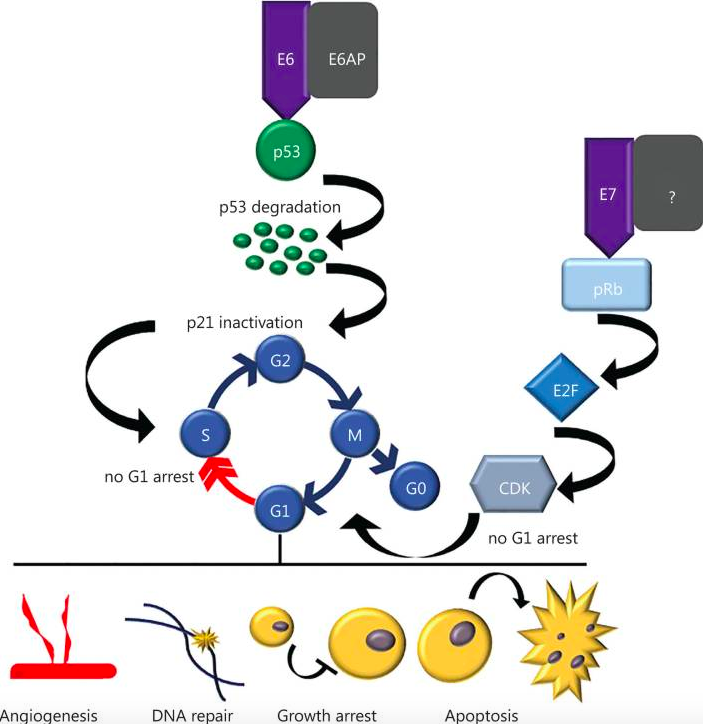 E6
E6AP
p53
p53 degradation
E7
?
pRb
p21 inactivation
G2
E2F
S
M
no G1 arrest
G0
CDK
G1
no G1 arrest
Angiogenesis
DNA repair
Growth arrest
Apoptosis